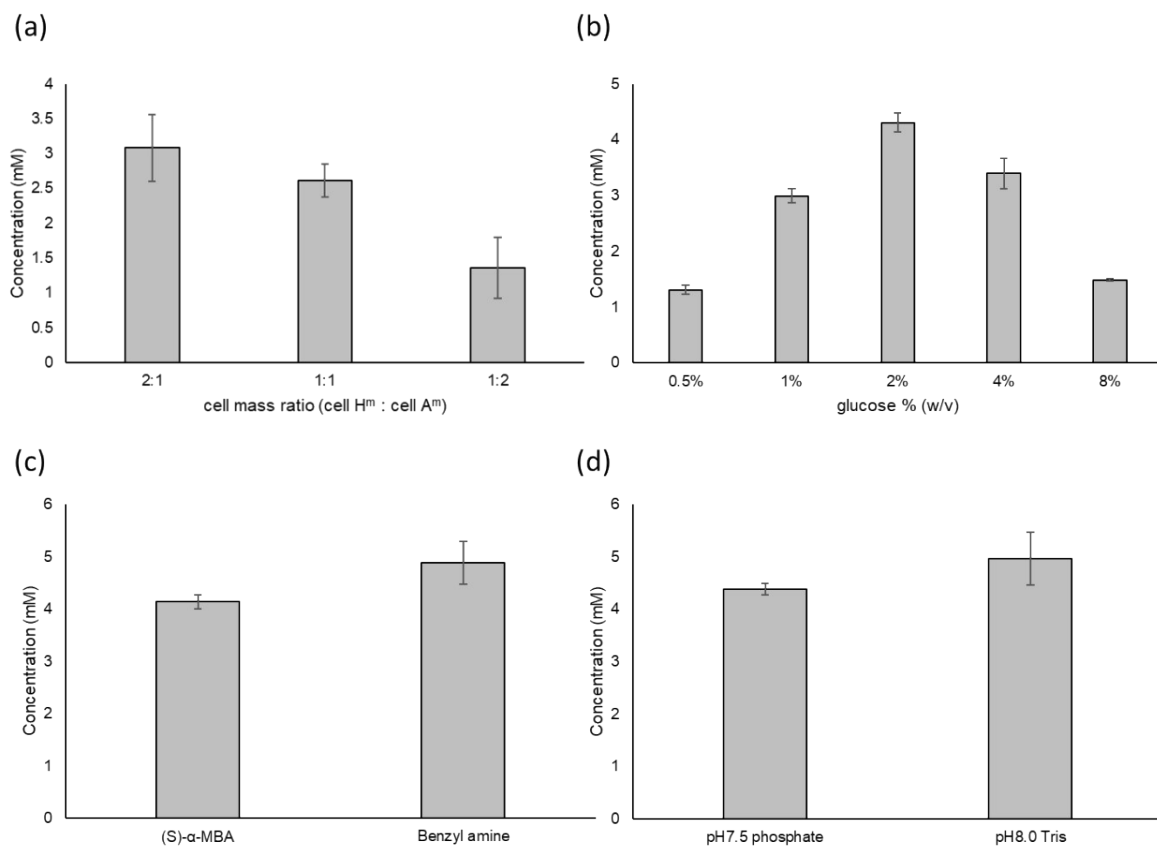 (a)
Concentration (mM)
4
3.5
3
2.5
2
1.5
1
0.5
0
2:1 1:1 1:2
cell mass ratio (cell Hᵐ : cell Aᵐ)
(b)
Concentration (mM)
5
4
3
2
1
0
0.5% 1% 2% 4% 8%
glucose % (w/v)
(c)
Concentration (mM)
6
5
4
3
2
1
0
(S)-α-MBA Benzyl amine
(d)
Concentration (mM)
6
5
4
3
2
1
0
pH7.5 phosphate pH8.0 Tris